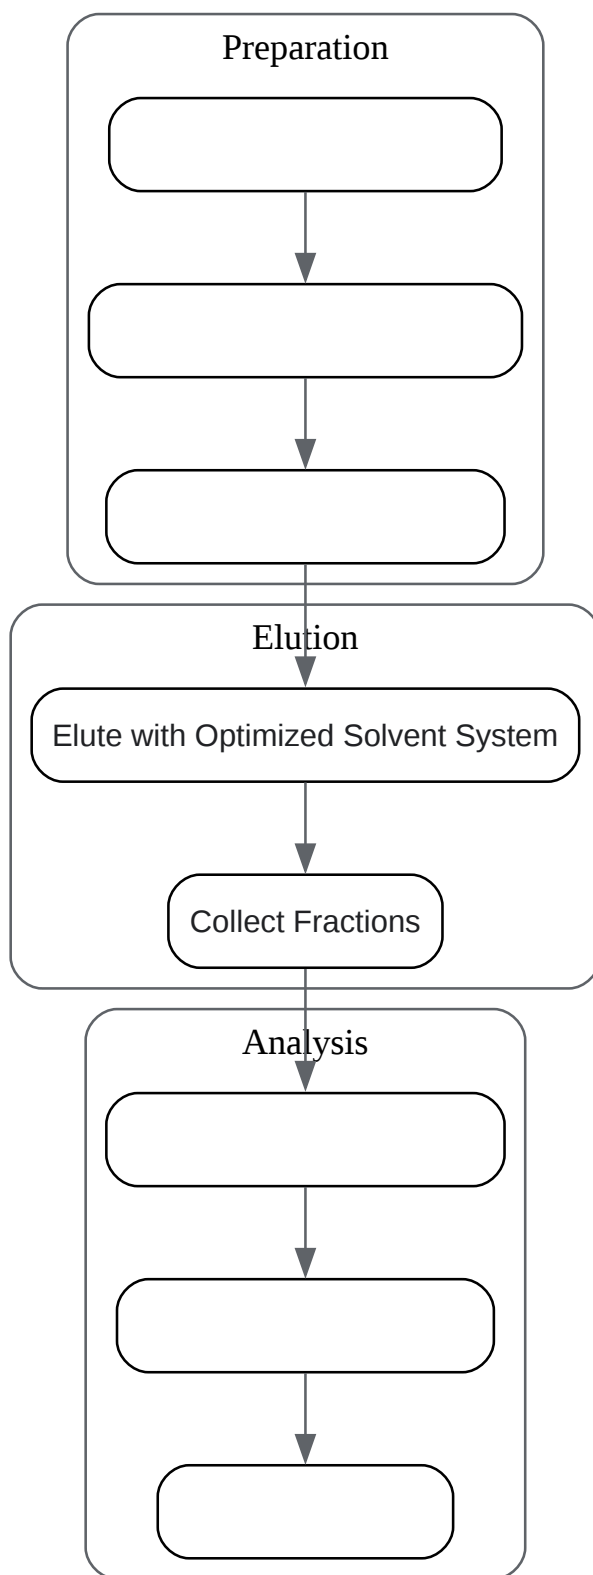 Preparation
Elution
Elute with Optimized Solvent System
Collect Fractions
Analysis